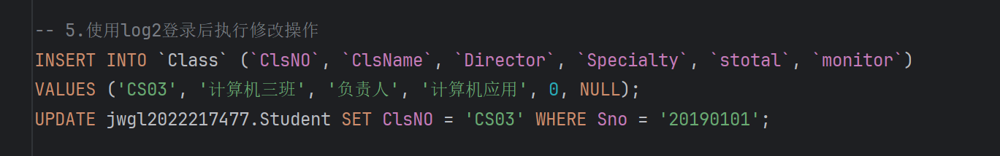 -- 5.使用log2登录后执行修改操作
INSERT INTO `Class` (`ClsNO`, `ClsName`, `Director`, `Specialty`, `stotal`, `monitor`)
VALUES ('CS03', '计算机三班', '负责人', '计算机应用', 0, NULL);
UPDATE jwgl2022217477.Student SET ClsNO = 'CS03' WHERE Sno = '20190101';